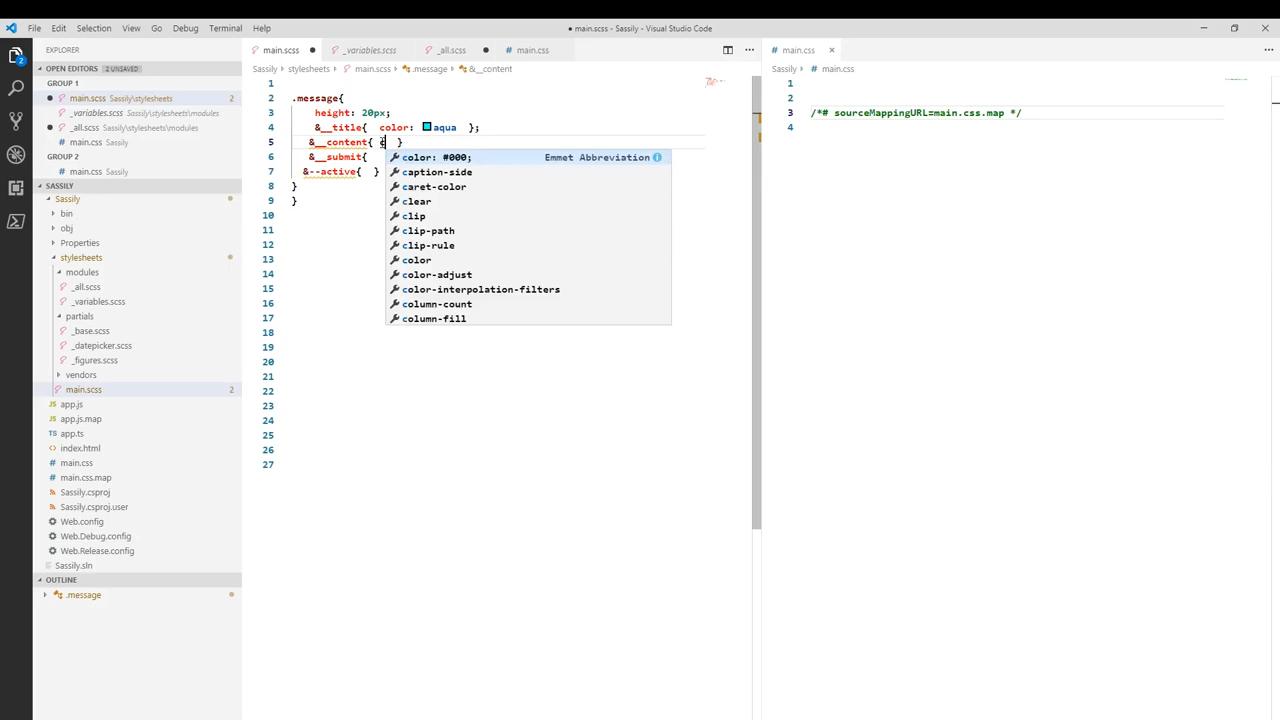 File Edit Selection View Go Debug Terminal Help
● main.scss - Sassily - Visual Studio Code
2
EXPLORER
OPEN EDITORS 2 UNSAVED
GROUP 1
main.scss Sassily\stylesheets 2
_variables.scss Sassily\stylesheets\modules
_all.scss Sassily\stylesheets\modules
main.css Sassily
GROUP 2
main.css Sassily
SASSILY
Sassily
bin
obj
Properties
stylesheets
modules
_all.scss
_variables.scss
partials
_base.scss
_datepicker.scss
_figures.scss
vendors
main.scss 2
JS app.js
app.js.map
TS app.ts
<> index.html
main.css
main.css.map
Sassily.csproj
Sassily.csproj.user
Web.config
Web.Debug.config
Web.Release.config
Sassily.sln
OUTLINE
.message
main.scss _variables.scss _all.scss main.css
Sassily > stylesheets > main.scss > .message > &__content
1
2 .message{
3 height: 20px;
4 &__title{ color: aqua };
5 &__content{ c }
6 &__submit{
7 &--active{ }
8 }
9 }
10
11
12
13
14
15
16
17
18
19
20
21
22
23
24
25
26
27
color: #000; Emmet Abbreviation
caption-side
caret-color
clear
clip
clip-path
clip-rule
color
color-adjust
color-interpolation-filters
column-count
column-fill
main.css
Sassily > main.css
1
2
3 /*# sourceMappingURL=main.css.map */
4